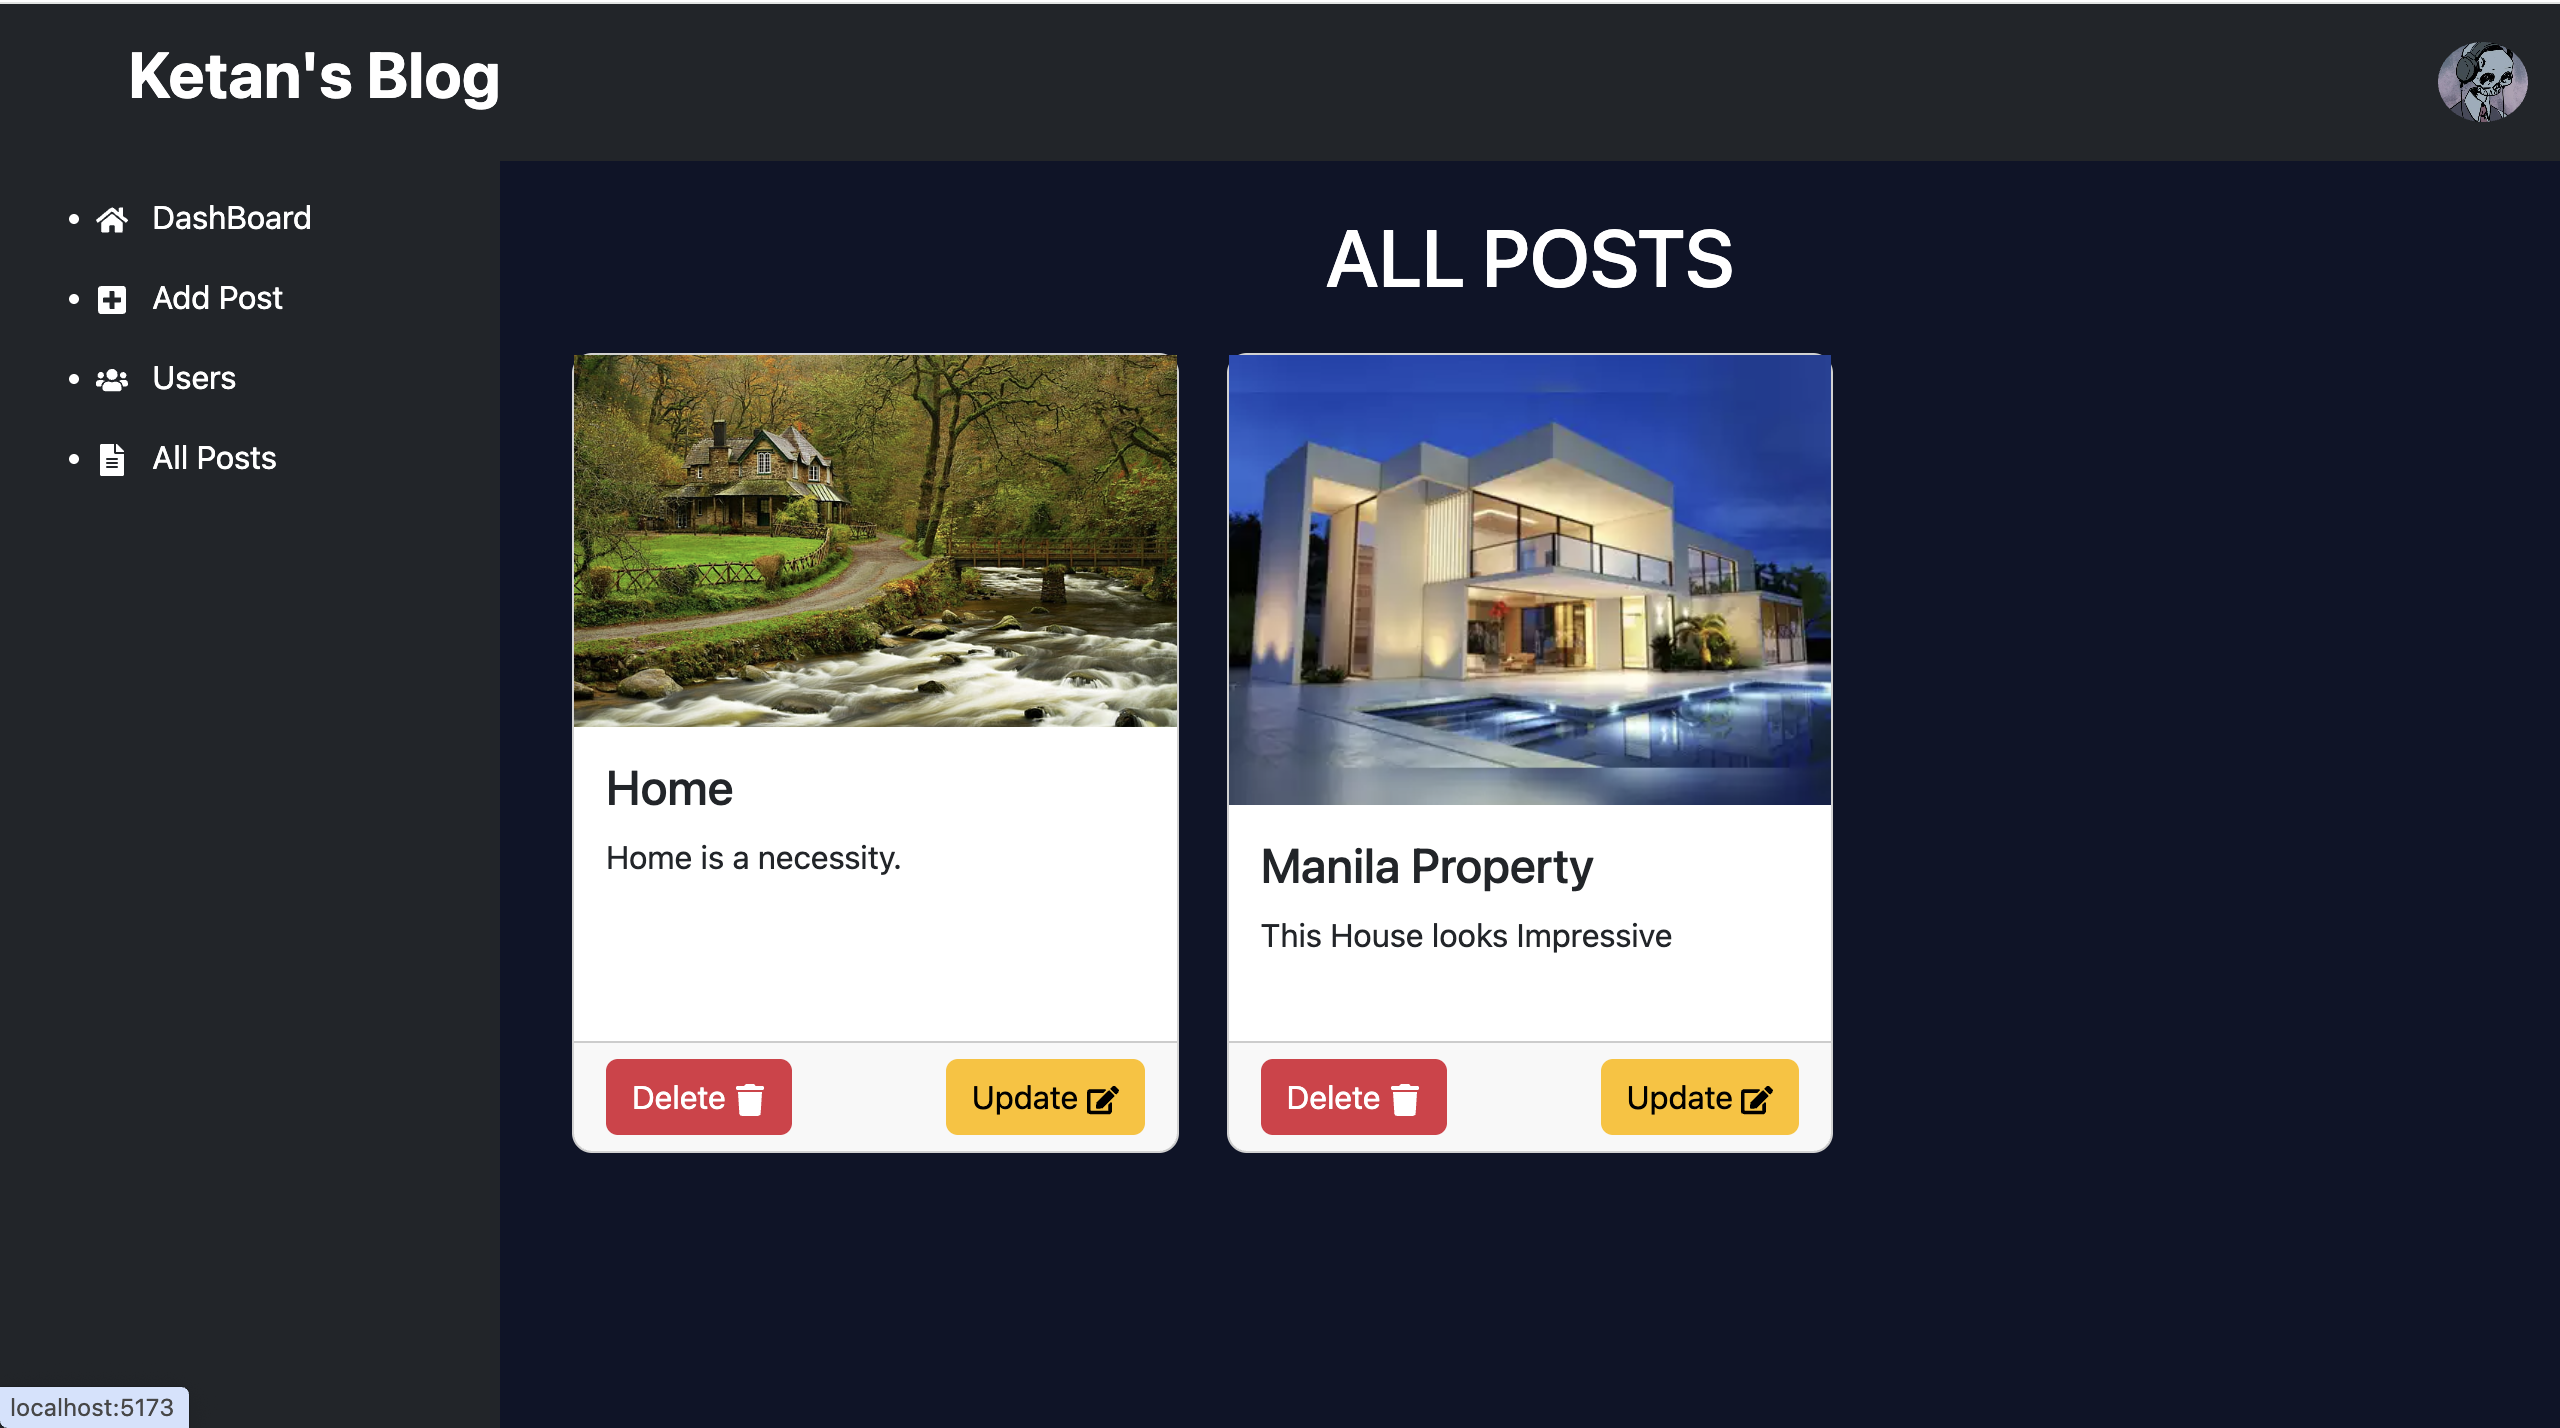 Ketan's Blog
DashBoard
Add Post
Users
All Posts
ALL POSTS
Home
Home is a necessity.
Delete
Update
Manila Property
This House looks Impressive
Delete
Update
localhost:5173